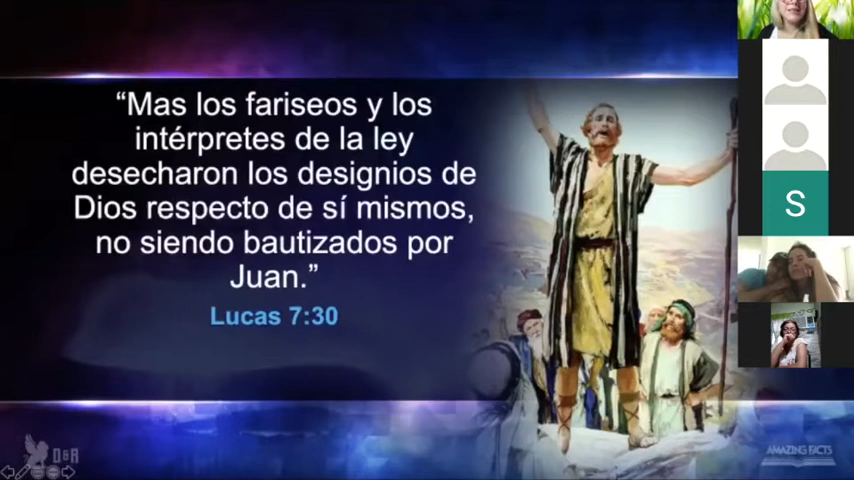 “Mas los fariseos y los
intérpretes de la ley
desecharon los designios de
Dios respecto de sí mismos,
no siendo bautizados por
Juan.”
Lucas 7:30
S
D&R
AMAZING FACTS